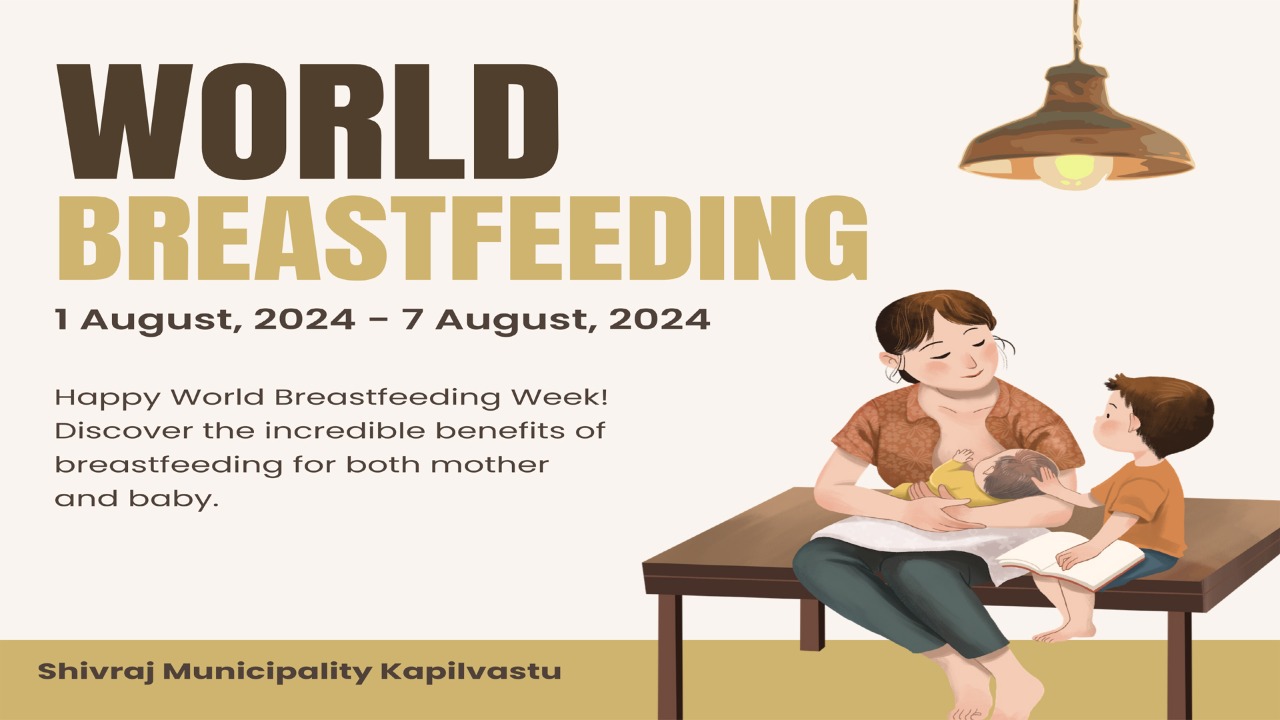 WORLD
BREASTFEEDING
1 August, 2024 – 7 August, 2024
Happy World Breastfeeding Week!
Discover the incredible benefits of
breastfeeding for both mother
and baby.
Shivraj Municipality Kapilvastu